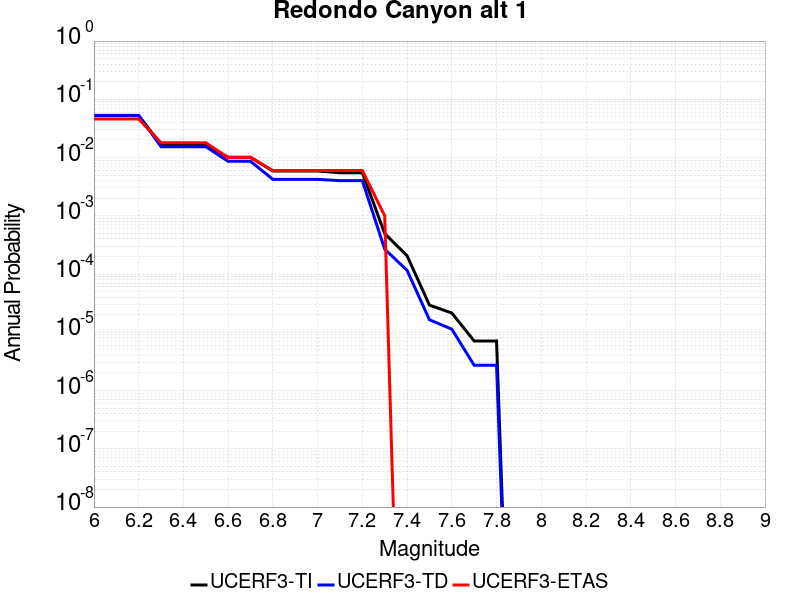 Redondo Canyon alt 1
10^0
10^-1
10^-2
10^-3
10^-4
10^-5
10^-6
10^-7
10^-8
Annual Probability
6 6.2 6.4 6.6 6.8 7 7.2 7.4 7.6 7.8 8 8.2 8.4 8.6 8.8 9
Magnitude
UCERF3-TI UCERF3-TD UCERF3-ETAS